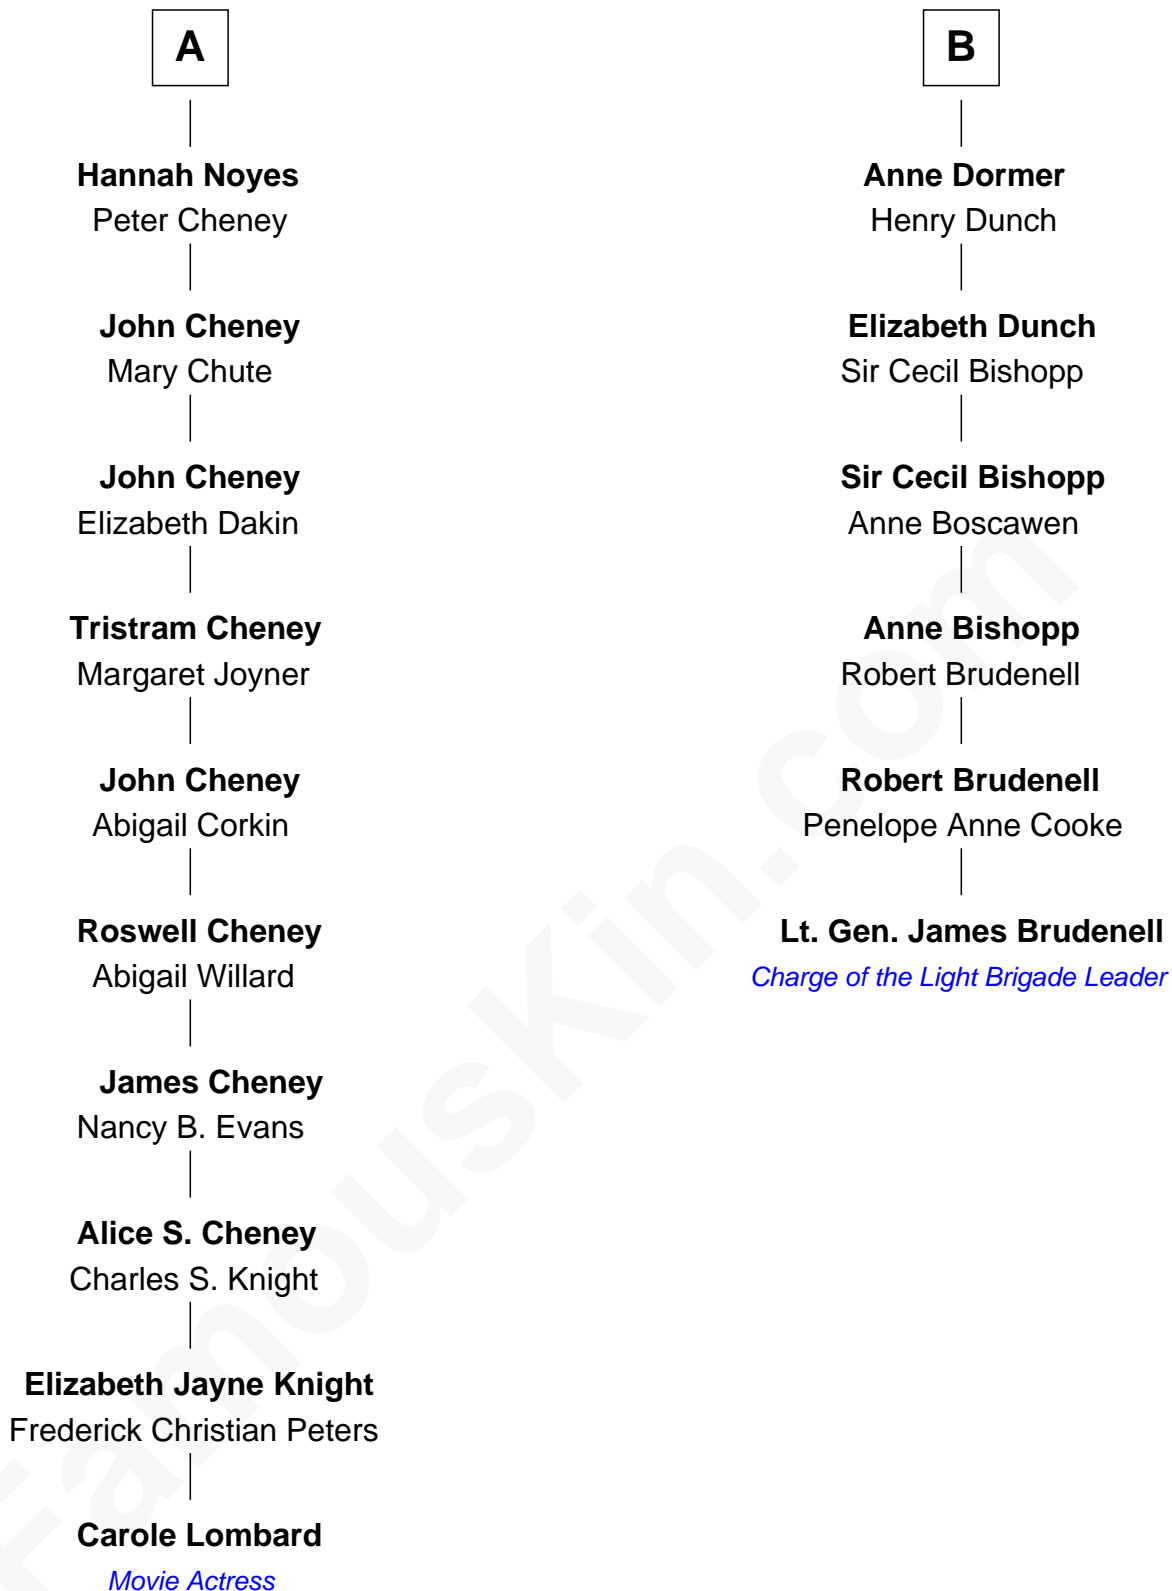 A
Hannah Noyes
Peter Cheney
John Cheney
Mary Chute
John Cheney
Elizabeth Dakin
Tristram Cheney
Margaret Joyner
John Cheney
Abigail Corkin
Roswell Cheney
Abigail Willard
James Cheney
Nancy B. Evans
Alice S. Cheney
Charles S. Knight
Elizabeth Jayne Knight
Frederick Christian Peters
Carole Lombard
Movie Actress
B
Anne Dormer
Henry Dunch
Elizabeth Dunch
Sir Cecil Bishopp
Sir Cecil Bishopp
Anne Boscawen
Anne Bishopp
Robert Brudenell
Robert Brudenell
Penelope Anne Cooke
Lt. Gen. James Brudenell
Charge of the Light Brigade Leader
FamousKin.com